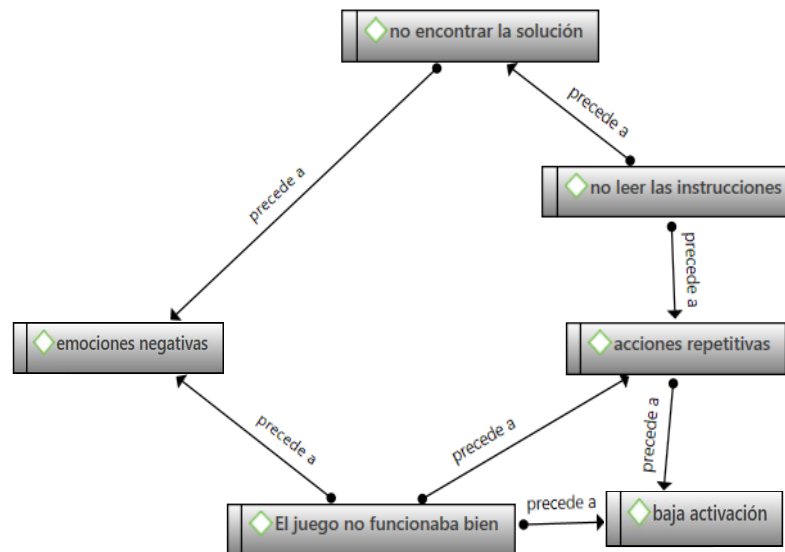 no encontrar la solución
precede a
no leer las instrucciones
precede a
precede a
emociones negativas
acciones repetitivas
precede a
precede a
precede a
El juego no funcionaba bien
precede a
baja activación